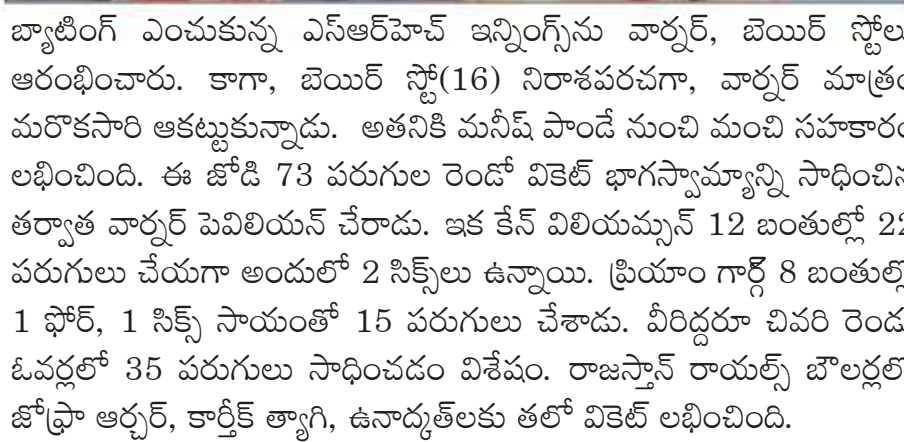 బ్యాటింగ్ ఎంచుకున్న ఎస్ఆర్‌హెచ్ ఇన్నింగ్స్‌ను వార్నర్, బెయిర్ స్టోలు
ఆరంభించారు. కాగా, బెయిర్ స్టో(16) నిరాశపరచగా, వార్నర్ మాత్రం
మరొకసారి ఆకట్టుకున్నాడు. అతనికి మనీష్ పాండే నుంచి మంచి సహకారం
లభించింది. ఈ జోడి 73 పరుగుల రెండో వికెట్ భాగస్వామ్యాన్ని సాధించిన
తర్వాత వార్నర్ పెవిలియన్ చేరాడు. ఇక కేన్ విలియమ్సన్ 12 బంతుల్లో 22
పరుగులు చేయగా అందులో 2 సిక్స్‌లు ఉన్నాయి. ప్రియాం గార్గ్ 8 బంతుల్లో
1 ఫోర్, 1 సిక్స్ సాయంతో 15 పరుగులు చేశాడు. వీరిద్దరూ చివరి రెండు
ఓవర్లలో 35 పరుగులు సాధించడం విశేషం. రాజస్తాన్ రాయల్స్ బౌలర్లలో
జోఫ్రా ఆర్చర్, కార్తీక్ త్యాగి, ఉనాద్కత్‌లకు తలో వికెట్ లభించింది.